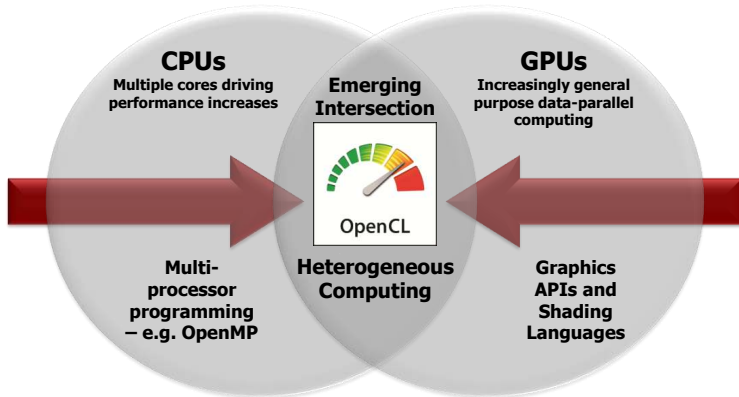 CPUs
Multiple cores driving
performance increases
Emerging
Intersection
GPUs
Increasingly general
purpose data-parallel
computing
OpenCL
Multi-
processor
programming
– e.g. OpenMP
Heterogeneous
Computing
Graphics
APIs and
Shading
Languages